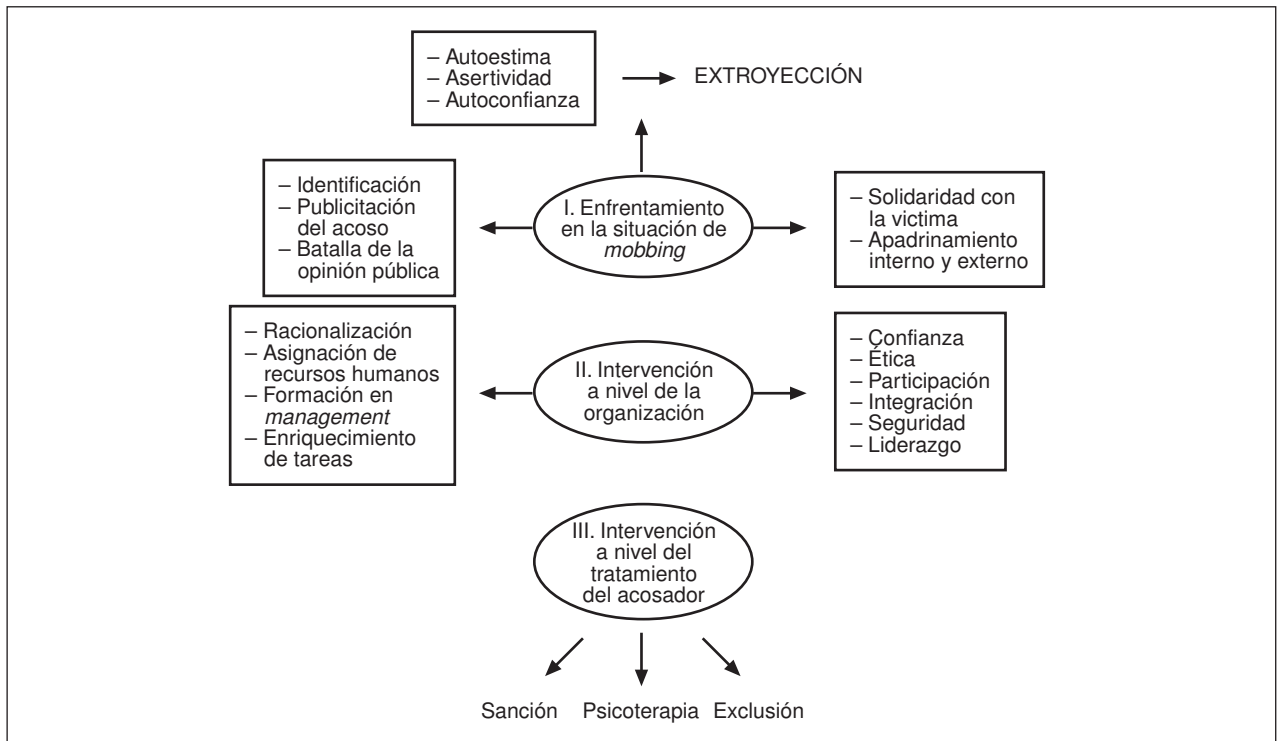 – Autoestima
– Asertividad
– Autoconfianza
EXTROYECCIÓN
– Identificación
– Publicitación
del acoso
– Batalla de la
opinión pública
I. Enfrentamiento
en la situación de
mobbing
– Solidaridad con
la victima
– Apadrinamiento
interno y externo
– Racionalización
– Asignación de
recursos humanos
– Formación en
management
– Enriquecimiento
de tareas
II. Intervención
a nivel de la
organización
– Confianza
– Ética
– Participación
– Integración
– Seguridad
– Liderazgo
III. Intervención
a nivel del
tratamiento
del acosador
Sanción
Psicoterapia
Exclusión